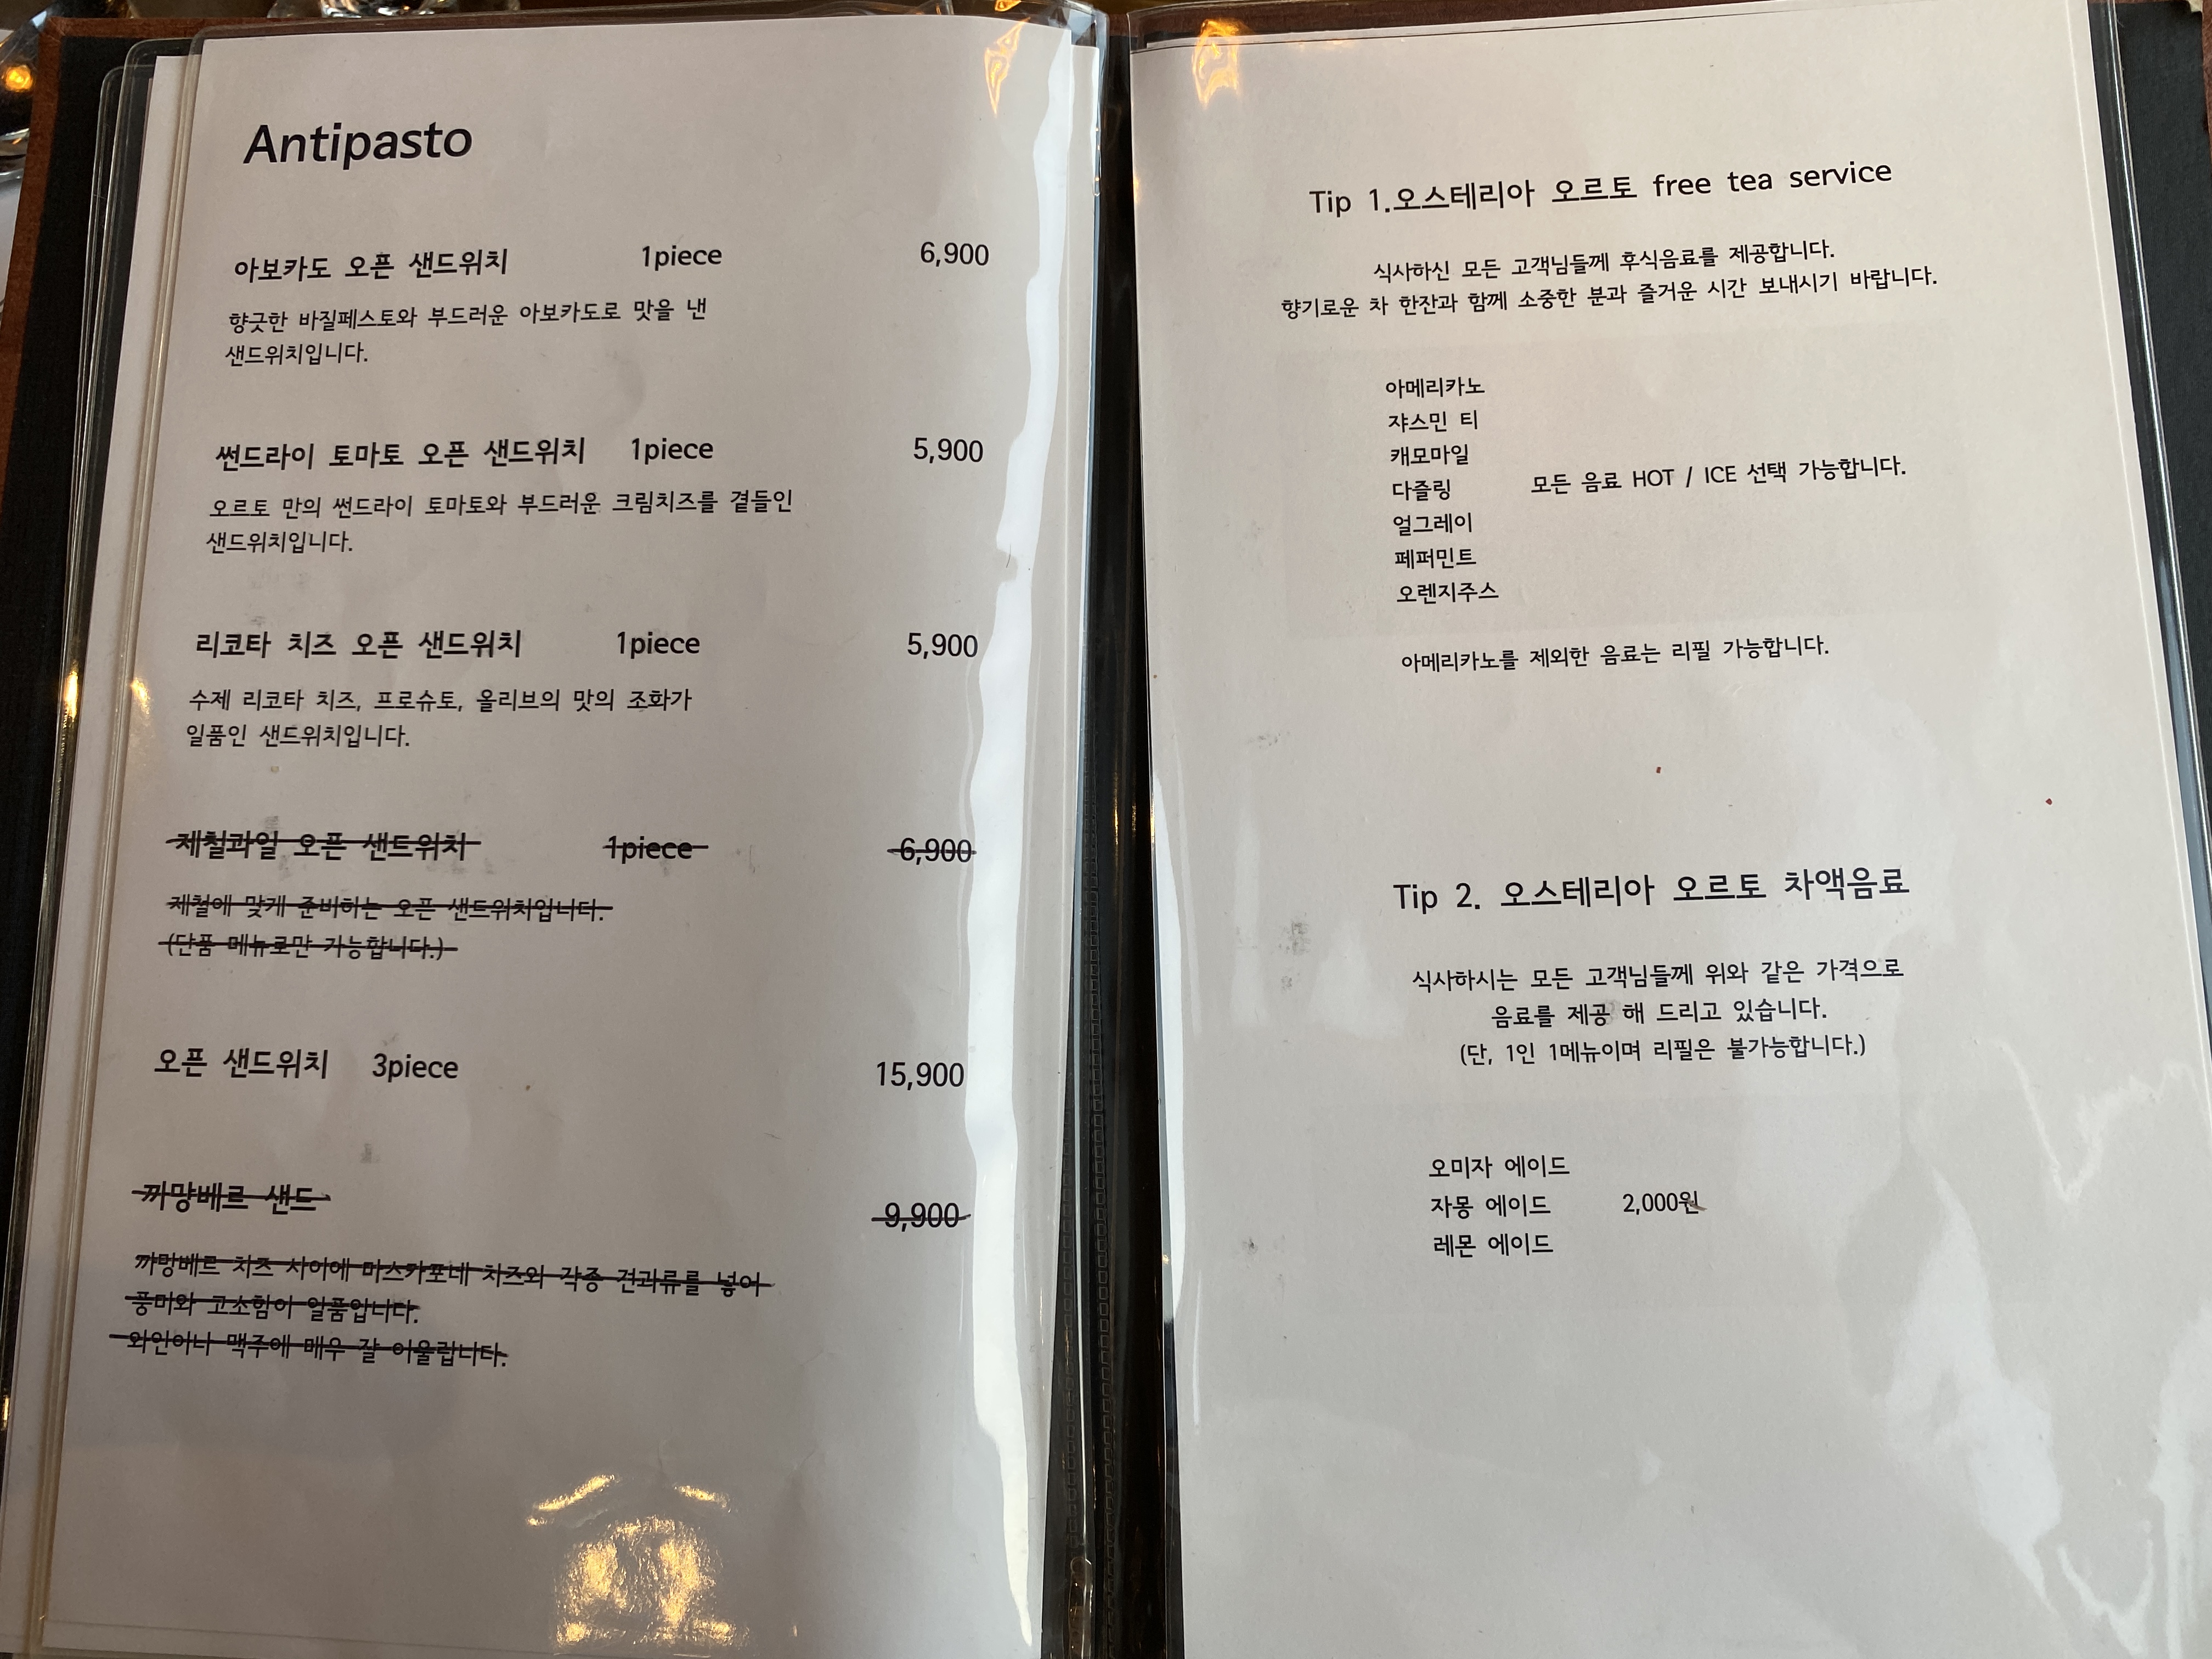 Antipasto
아보카도 오픈 샌드위치 1piece 6,900
향긋한 바질페스토와 부드러운 아보카도로 맛을 낸
샌드위치입니다.
썬드라이 토마토 오픈 샌드위치 1piece 5,900
오르토 만의 썬드라이 토마토와 부드러운 크림치즈를 곁들인
샌드위치입니다.
리코타 치즈 오픈 샌드위치 1piece 5,900
수제 리코타 치즈, 프로슈토, 올리브의 맛의 조화가
일품인 샌드위치입니다.
제철과일 오픈 샌트위치 1piece 6,900
제철에 맞게 준비하는 오픈 샌드위치입니다.
(단품 메뉴로만 가능합니다.)
오픈 샌드위치 3piece 15,900
까망베르 샌드 9,900
까망베르 치즈 사이에 마스카포네 치즈와 각종 견과류를 넣어
풍미와 고소함이 일품입니다.
와인이나 맥주에 매우 잘 어울립니다.
Tip 1.오스테리아 오르토 free tea service
식사하신 모든 고객님들께 후식음료를 제공합니다.
향기로운 차 한잔과 함께 소중한 분과 즐거운 시간 보내시기 바랍니다.
아메리카노
쟈스민 티
캐모마일
다즐링
모든 음료 HOT / ICE 선택 가능합니다.
얼그레이
페퍼민트
오렌지주스
아메리카노를 제외한 음료는 리필 가능합니다.
Tip 2. 오스테리아 오르토 차액음료
식사하시는 모든 고객님들께 위와 같은 가격으로
음료를 제공 해 드리고 있습니다.
(단, 1인 1메뉴이며 리필은 불가능합니다.)
오미자 에이드
자몽 에이드 2,000원
레몬 에이드